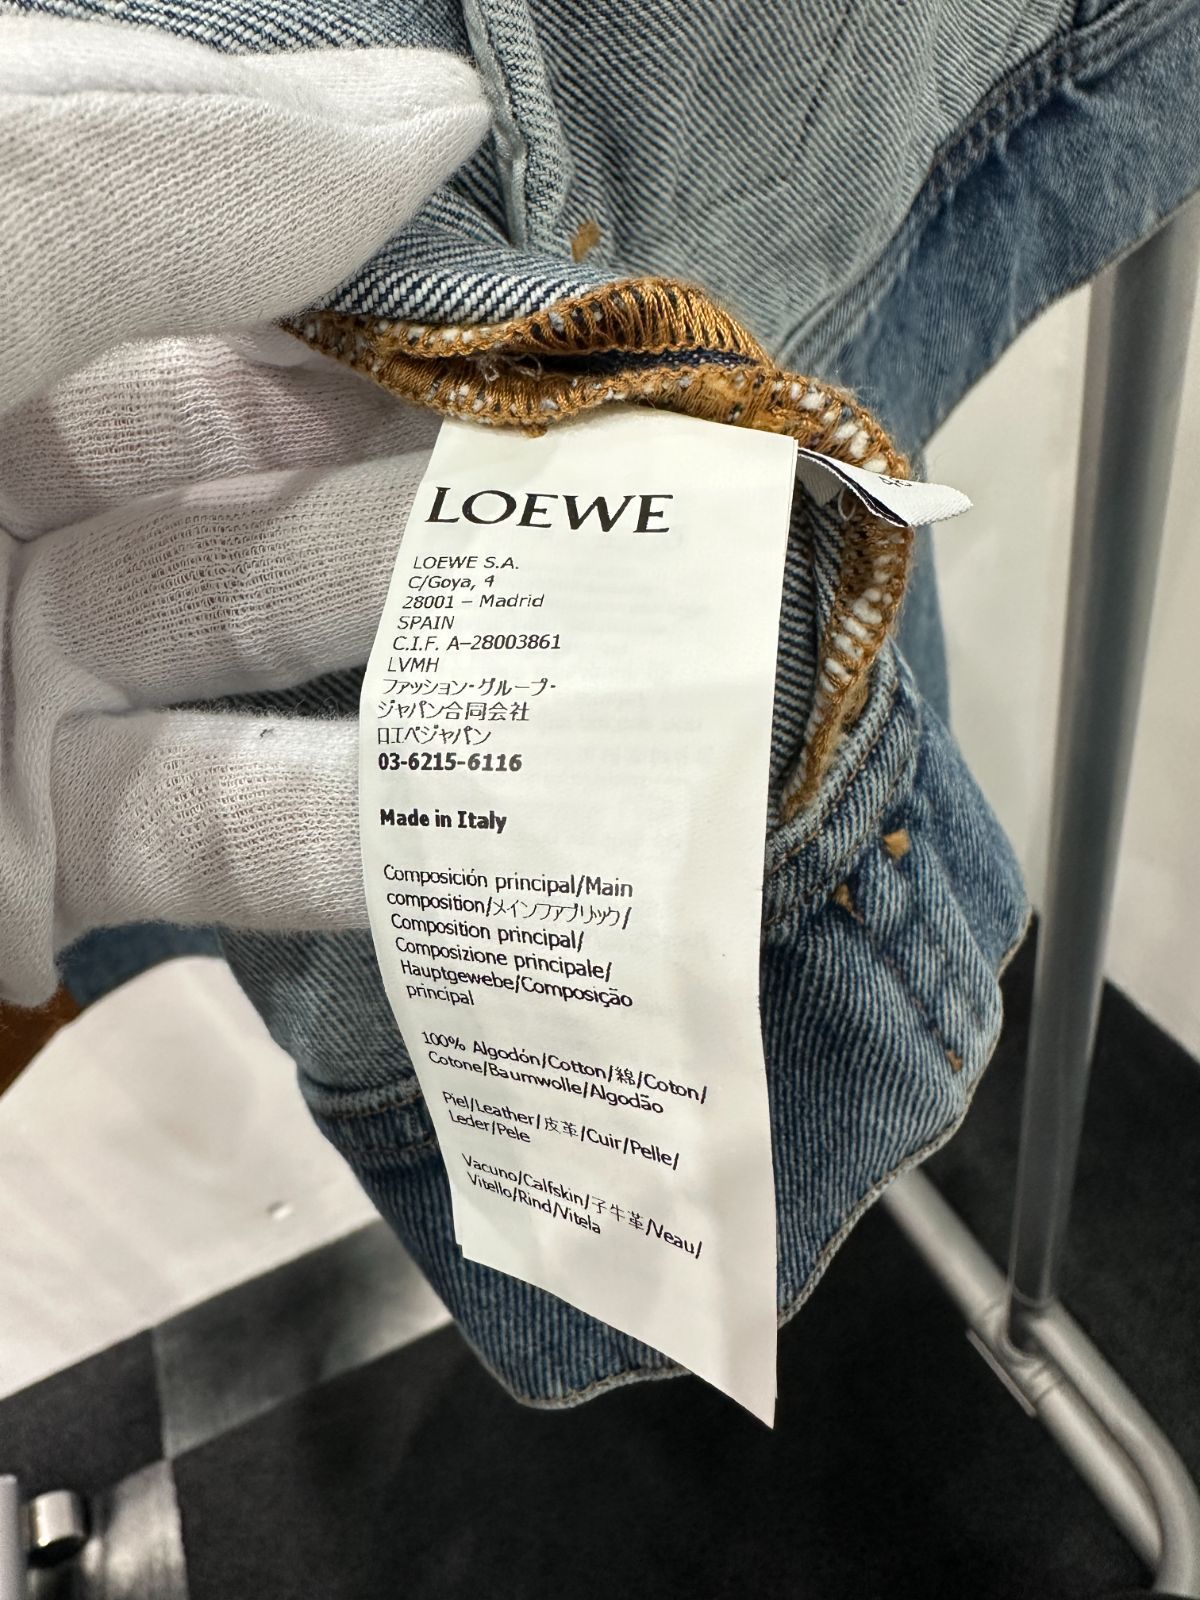 LOEWE
LOEWE S.A.
C/Goya, 4
28001 – Madrid
SPAIN
C.I.F. A–28003861
LVMH
ファッション・グループ・
ジャパン合同会社
ロエベジャパン
03-6215-6116
Made in Italy
Composición principal/Main
composition/メインファブリック/
Composition principal/
Composizione principale/
Hauptgewebe/Composição
principal
100% Algodón/Cotton/綿/Coton/
Cotone/Baumwolle/Algodão
Piel/Leather/皮革/Cuir/Pelle/
Leder/Pele
Vacuno/Calfskin/子牛革/Veau/
Vitello/Rind/Vitela